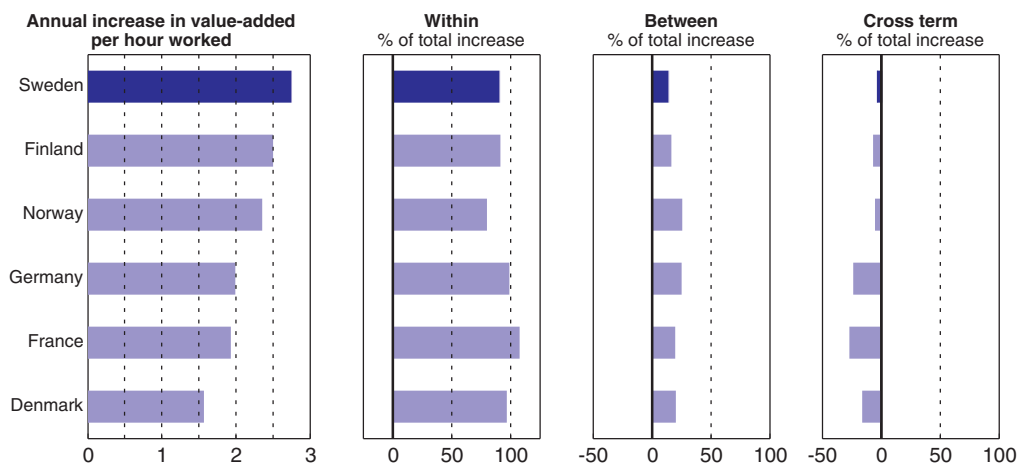 Annual increase in value-added
per hour worked
Within
% of total increase
Between
% of total increase
Cross term
% of total increase
Sweden
Finland
Norway
Germany
France
Denmark
0 1 2 3
0 50 100
-50 0 50 100
-50 0 50 100